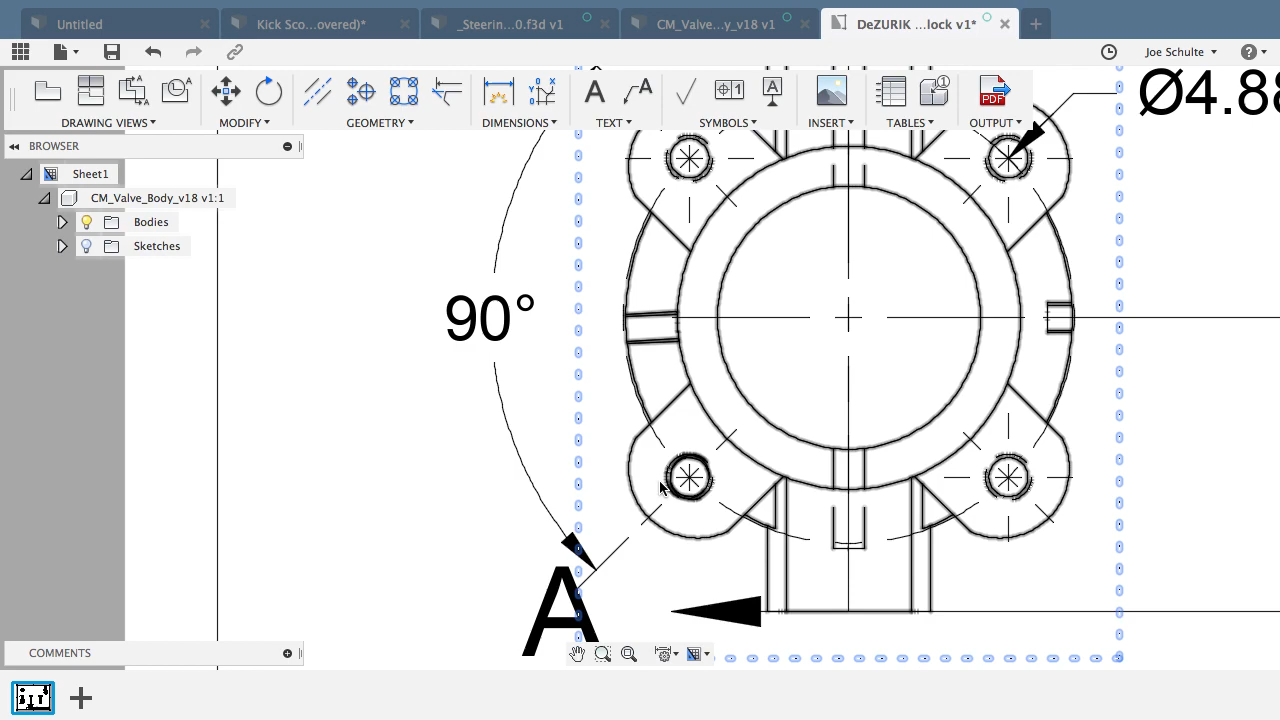 Untitled
Kick Sco...overed)*
_Steerin...0.f3d v1
CM_Valve...y_v18 v1
DeZURIK ...lock v1*
Joe Schulte
DRAWING VIEWS
MODIFY
GEOMETRY
DIMENSIONS
TEXT
SYMBOLS
INSERT
TABLES
OUTPUT
PDF
Ø4.88
BROWSER
Sheet1
CM_Valve_Body_v18 v1:1
Bodies
Sketches
90°
A
COMMENTS